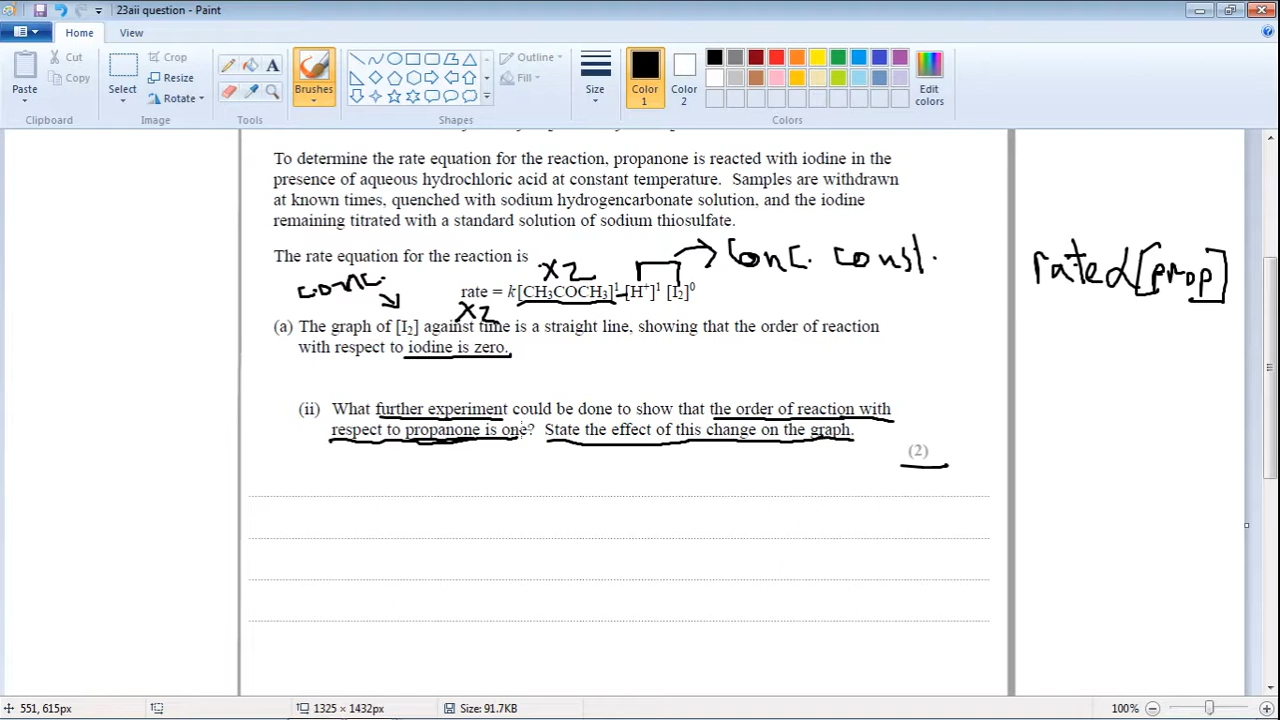 23aii question - Paint
Home View
Paste Cut Copy Select Crop Resize Rotate Brushes Outline Fill Size Color 1 Color 2 Edit colors
Clipboard Image Tools Shapes Colors
To determine the rate equation for the reaction, propanone is reacted with iodine in the
presence of aqueous hydrochloric acid at constant temperature. Samples are withdrawn
at known times, quenched with sodium hydrogencarbonate solution, and the iodine
remaining titrated with a standard solution of sodium thiosulfate.
The rate equation for the reaction is
x2 conc. const.
rate ∝ [prop]
conc.
rate = k[CH₃COCH₃]¹ [H⁺]¹ [I₂]⁰
x2
(a) The graph of [I₂] against time is a straight line, showing that the order of reaction
with respect to iodine is zero.
(ii) What further experiment could be done to show that the order of reaction with
respect to propanone is one? State the effect of this change on the graph.
(2)
551, 615px 1325 × 1432px Size: 91.7KB 100%